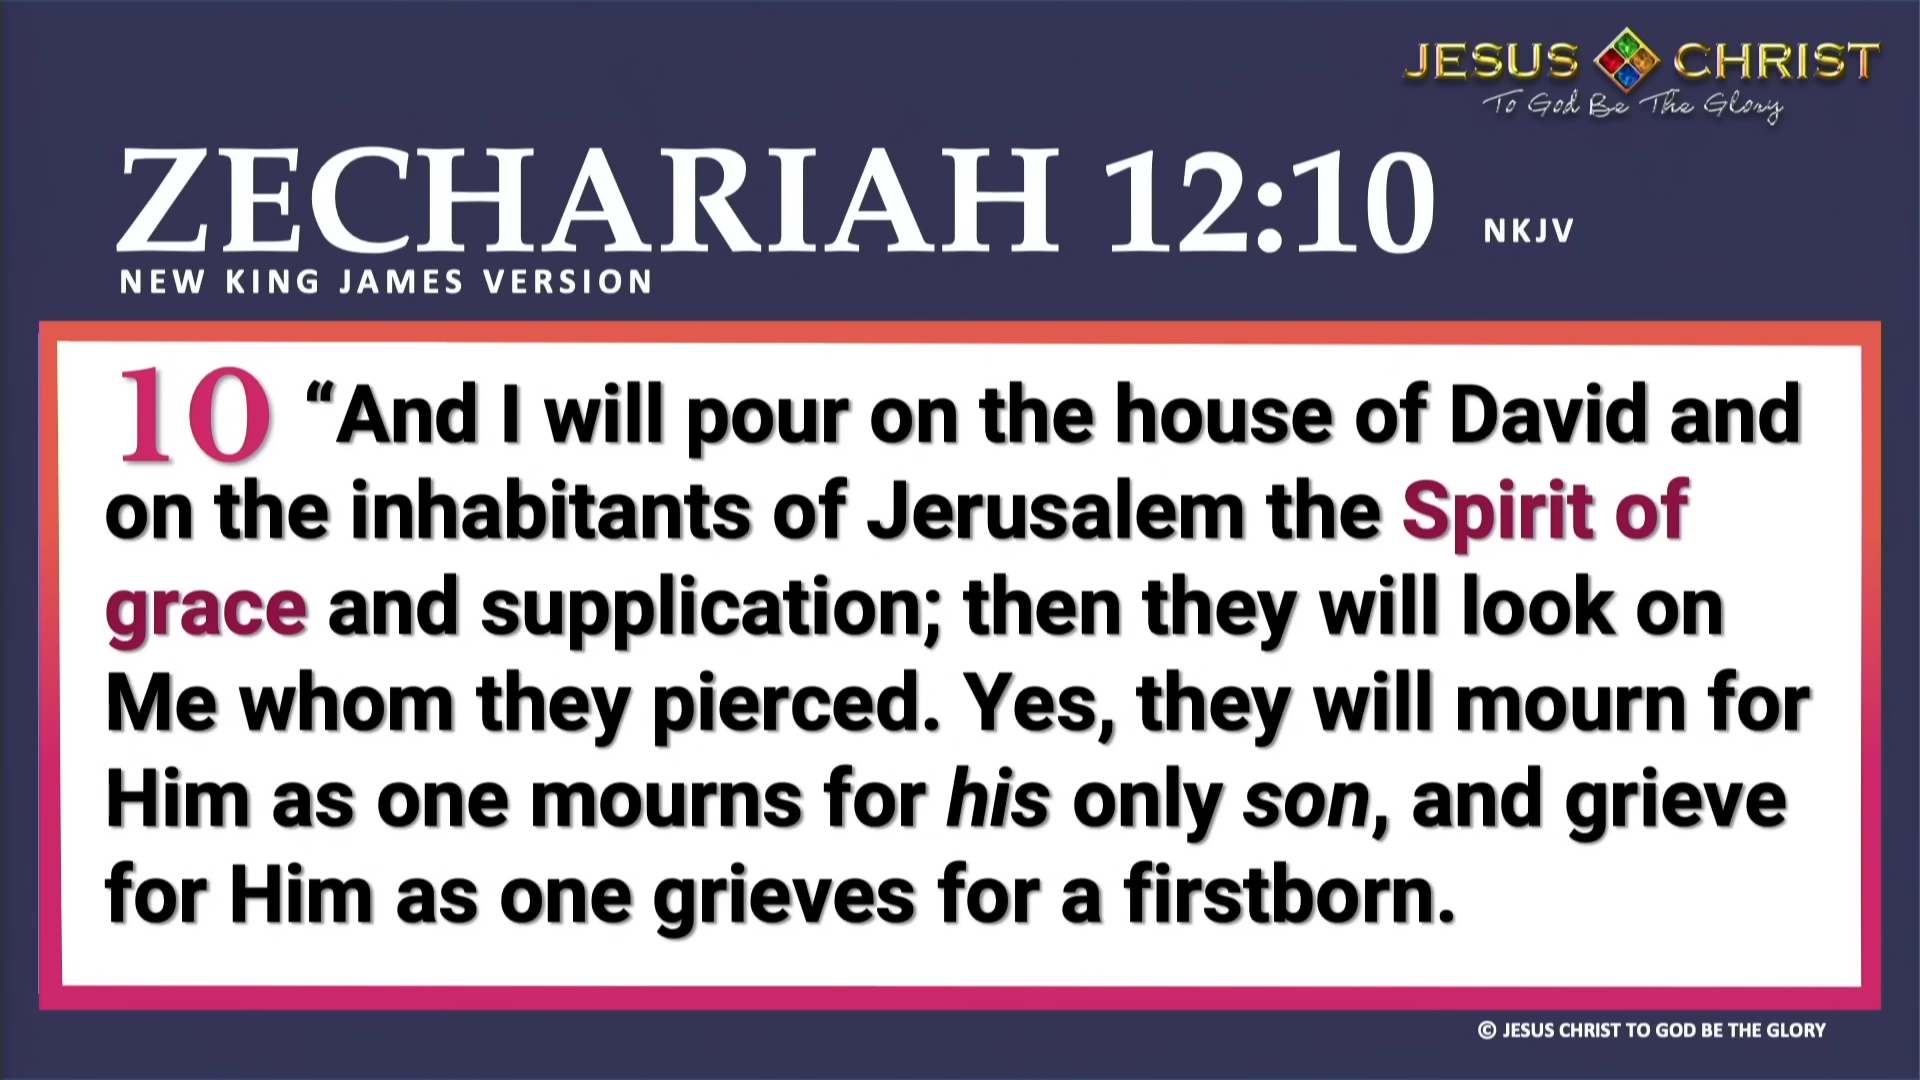 JESUS CHRIST
To God Be The Glory
ZECHARIAH 12:10 NKJV
NEW KING JAMES VERSION
10 “And I will pour on the house of David and
on the inhabitants of Jerusalem the Spirit of
grace and supplication; then they will look on
Me whom they pierced. Yes, they will mourn for
Him as one mourns for his only son, and grieve
for Him as one grieves for a firstborn.
© JESUS CHRIST TO GOD BE THE GLORY